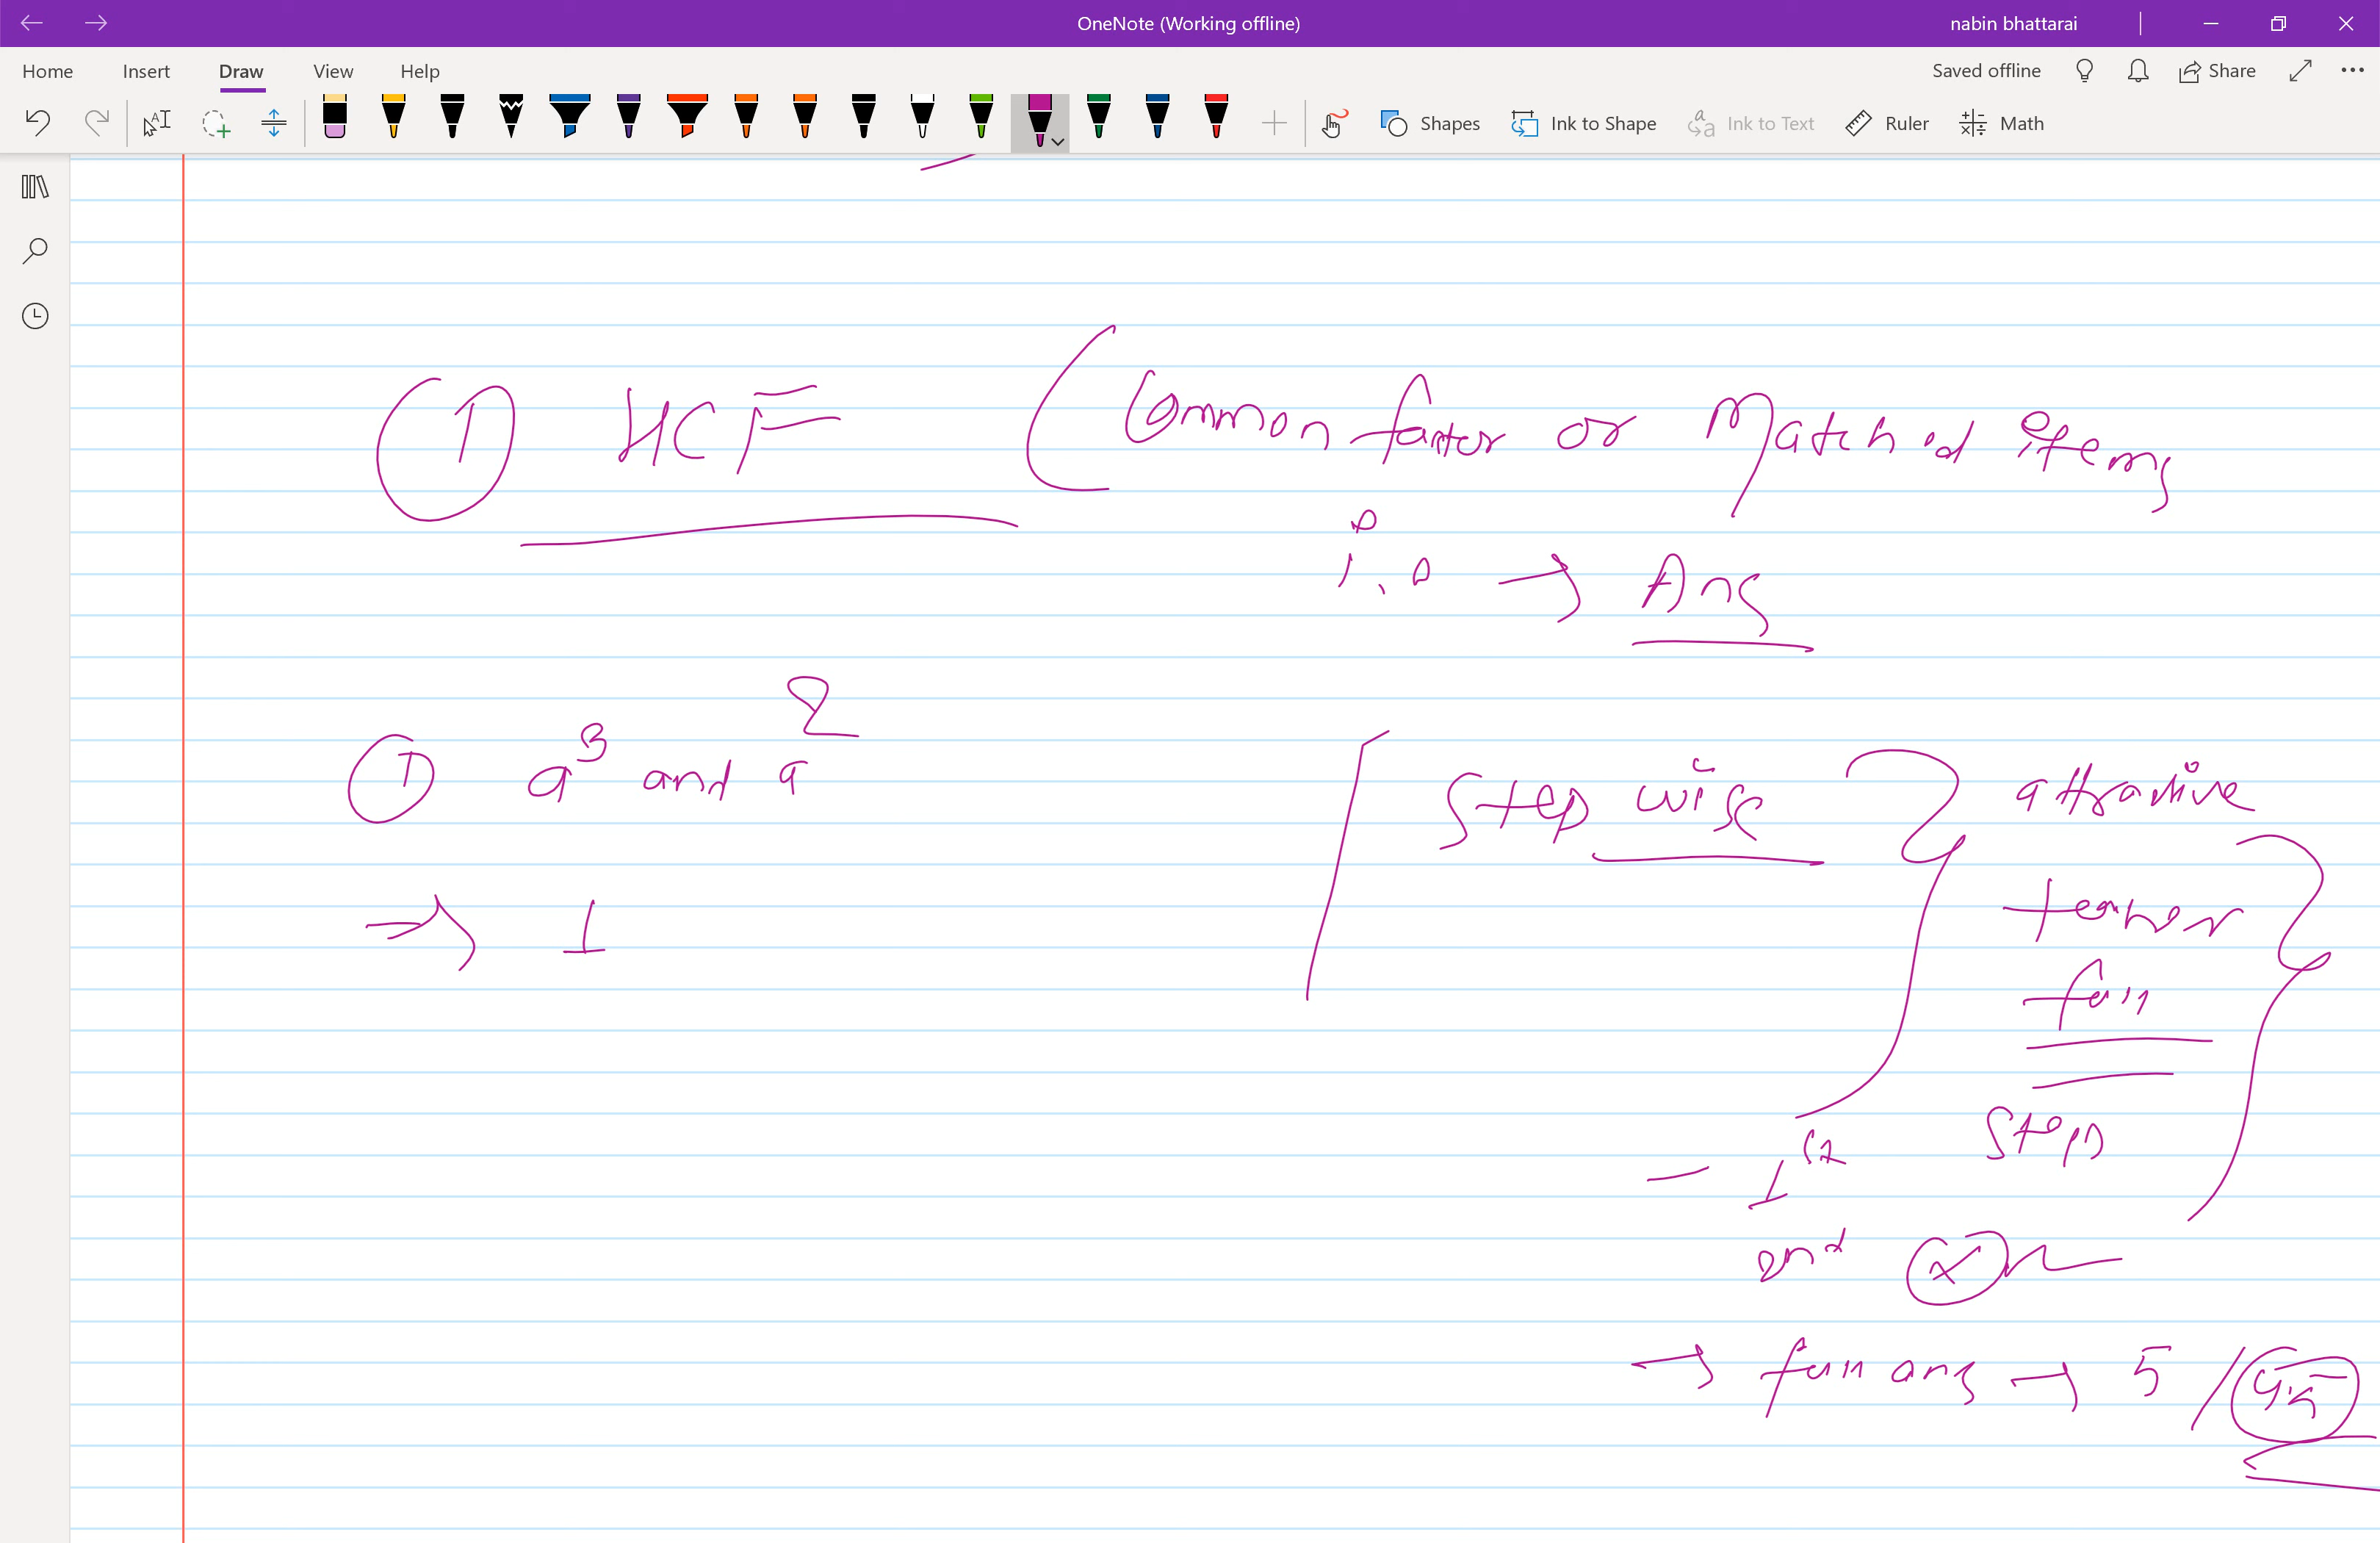 OneNote (Working offline)
nabin bhattarai
Home Insert Draw View Help
Saved offline Share
Shapes Ink to Shape Ink to Text Ruler Math
① HCF ( Common factor or Matched items
i.e → Ans
① a³ and a²
⇒ 1
Step wise
attractive
steps
- 1st
2nd
→ ans → 5 / 4.5